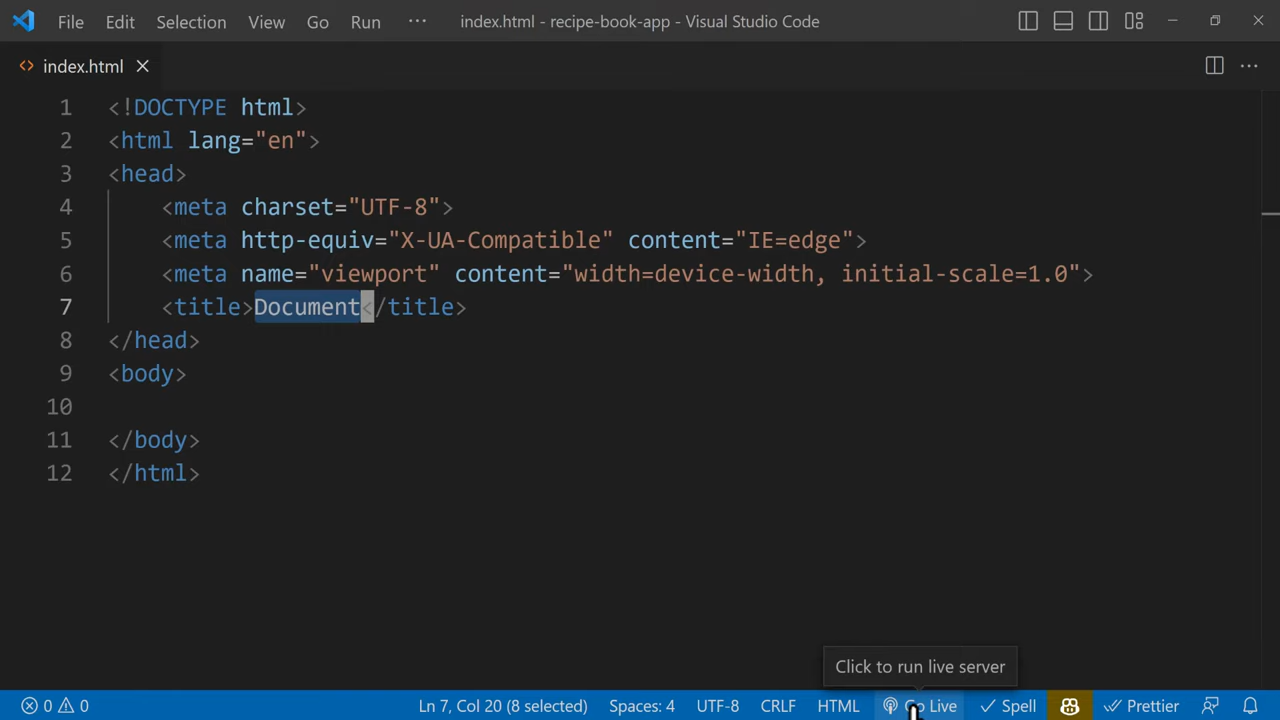 File Edit Selection View Go Run ··· index.html - recipe-book-app - Visual Studio Code
<> index.html
1 <!DOCTYPE html>
2 <html lang="en">
3 <head>
4 <meta charset="UTF-8">
5 <meta http-equiv="X-UA-Compatible" content="IE=edge">
6 <meta name="viewport" content="width=device-width, initial-scale=1.0">
7 <title>Document</title>
8 </head>
9 <body>
10
11 </body>
12 </html>
Click to run live server
0 0 Ln 7, Col 20 (8 selected) Spaces: 4 UTF-8 CRLF HTML Go Live Spell Prettier